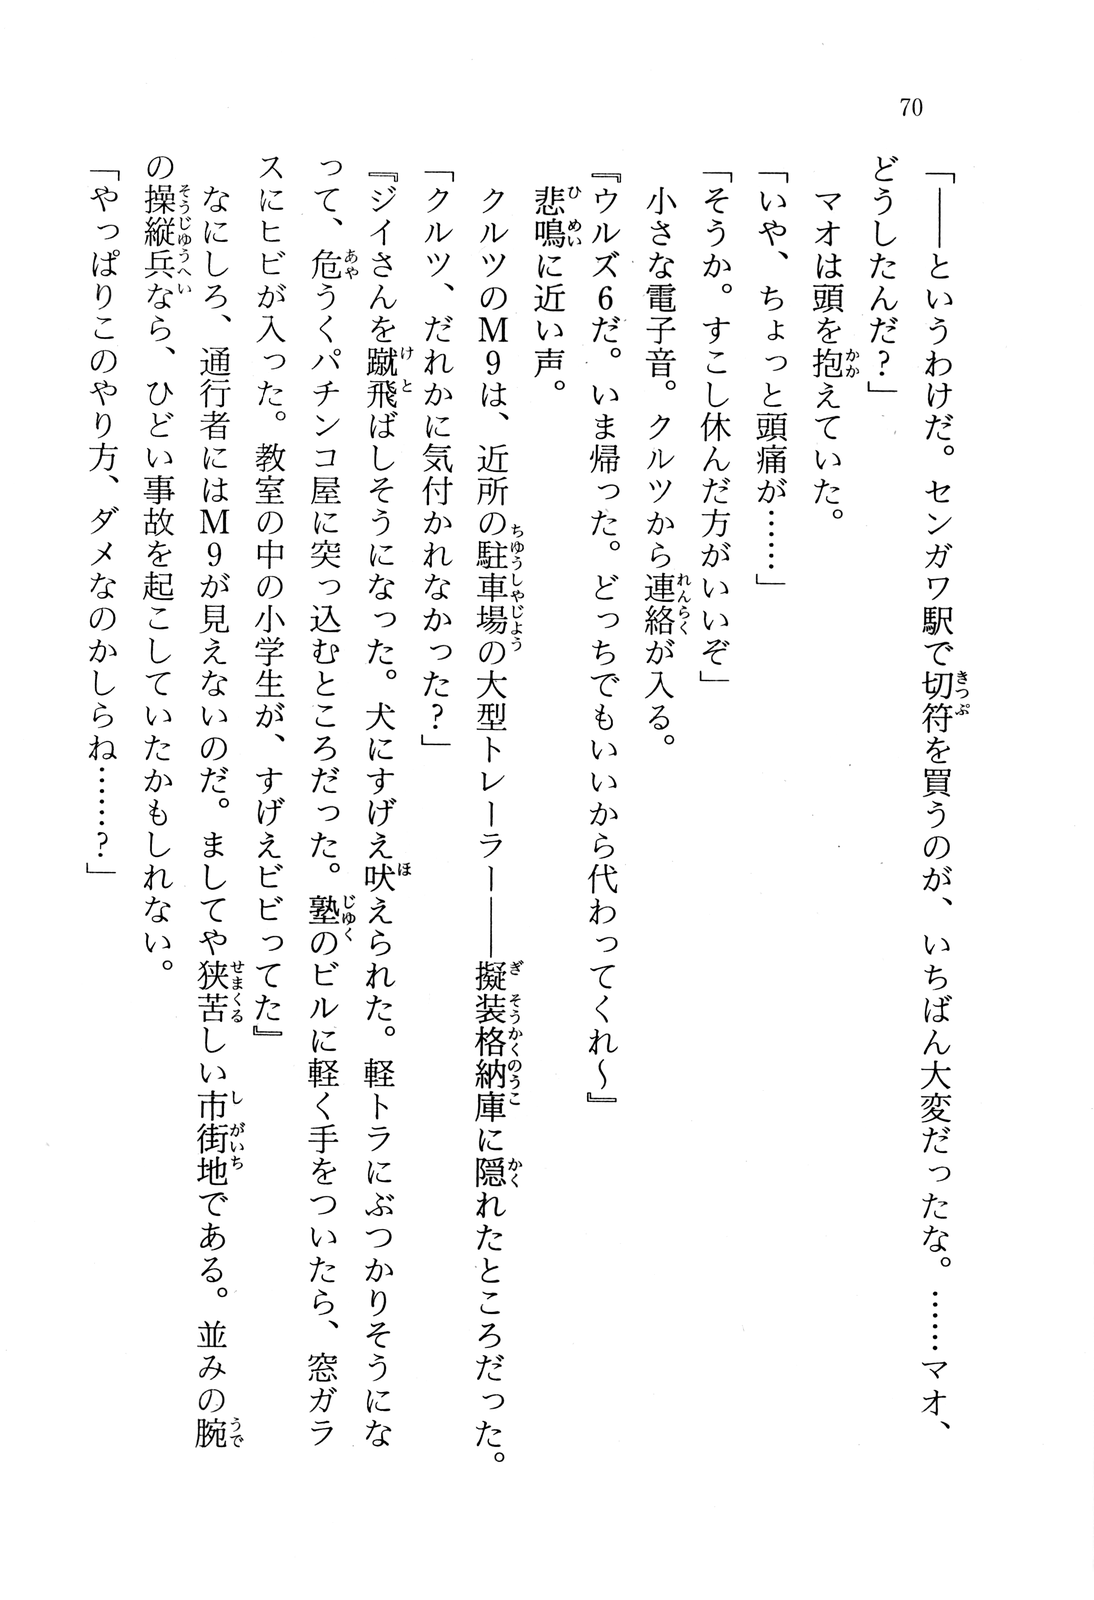 70
「――というわけだ。センガワ駅で切符を買うのが、いちばん大変だったな。……マオ、
どうしたんだ?」
マオは頭を抱えていた。
「いや、ちょっと頭痛が……」
「そうか。すこし休んだ方がいいぞ」
小さな電子音。クルツから連絡が入る。
『ウルズ6だ。いま帰った。どっちでもいいから代わってくれ～』
悲鳴に近い声。
クルツのM9は、近所の駐車場の大型トレーラー――擬装格納庫に隠れたところだった。
「クルツ、だれかに気付かれなかった?」
『ジイさんを蹴飛ばしそうになった。犬にすげえ吠えられた。軽トラにぶつかりそうにな
って、危うくパチンコ屋に突っ込むところだった。塾のビルに軽く手をついたら、窓ガラ
スにヒビが入った。教室の中の小学生が、すげえビビってた』
なにしろ、通行者にはM9が見えないのだ。ましてや狭苦しい市街地である。並みの腕
の操縦兵なら、ひどい事故を起こしていたかもしれない。
「やっぱりこのやり方、ダメなのかしらね……?」